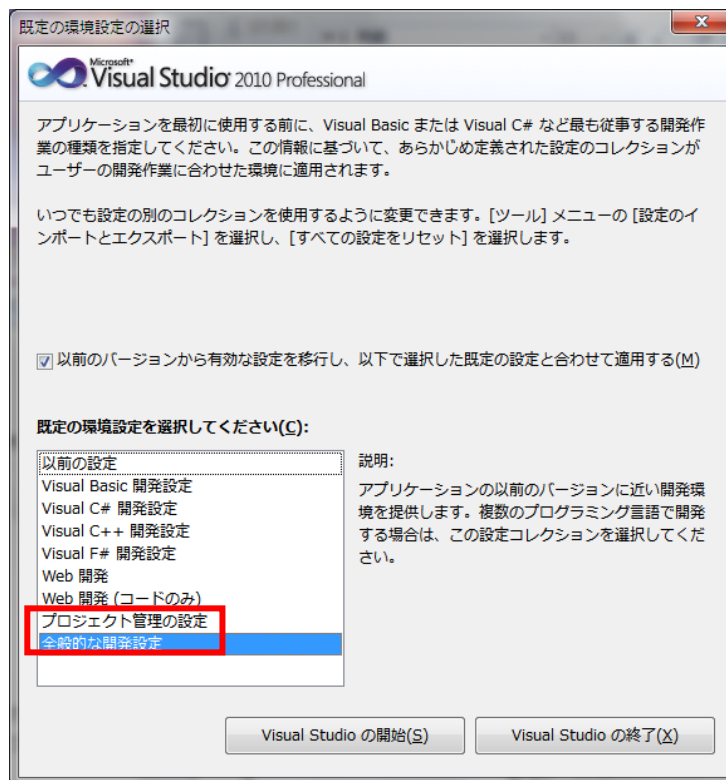 既定の環境設定の選択
Microsoft
Visual Studio 2010 Professional
アプリケーションを最初に使用する前に、Visual Basic または Visual C# など最も従事する開発作
業の種類を指定してください。この情報に基づいて、あらかじめ定義された設定のコレクションが
ユーザーの開発作業に合わせた環境に適用されます。
いつでも設定の別のコレクションを使用するように変更できます。[ツール] メニューの [設定のイ
ンポートとエクスポート] を選択し、[すべての設定をリセット] を選択します。
以前のバージョンから有効な設定を移行し、以下で選択した既定の設定と合わせて適用する(M)
既定の環境設定を選択してください(C):
以前の設定
Visual Basic 開発設定
Visual C# 開発設定
Visual C++ 開発設定
Visual F# 開発設定
Web 開発
Web 開発 (コードのみ)
プロジェクト管理の設定
全般的な開発設定
説明:
アプリケーションの以前のバージョンに近い開発環
境を提供します。複数のプログラミング言語で開発
する場合は、この設定コレクションを選択してくだ
さい。
Visual Studio の開始(S)
Visual Studio の終了(X)